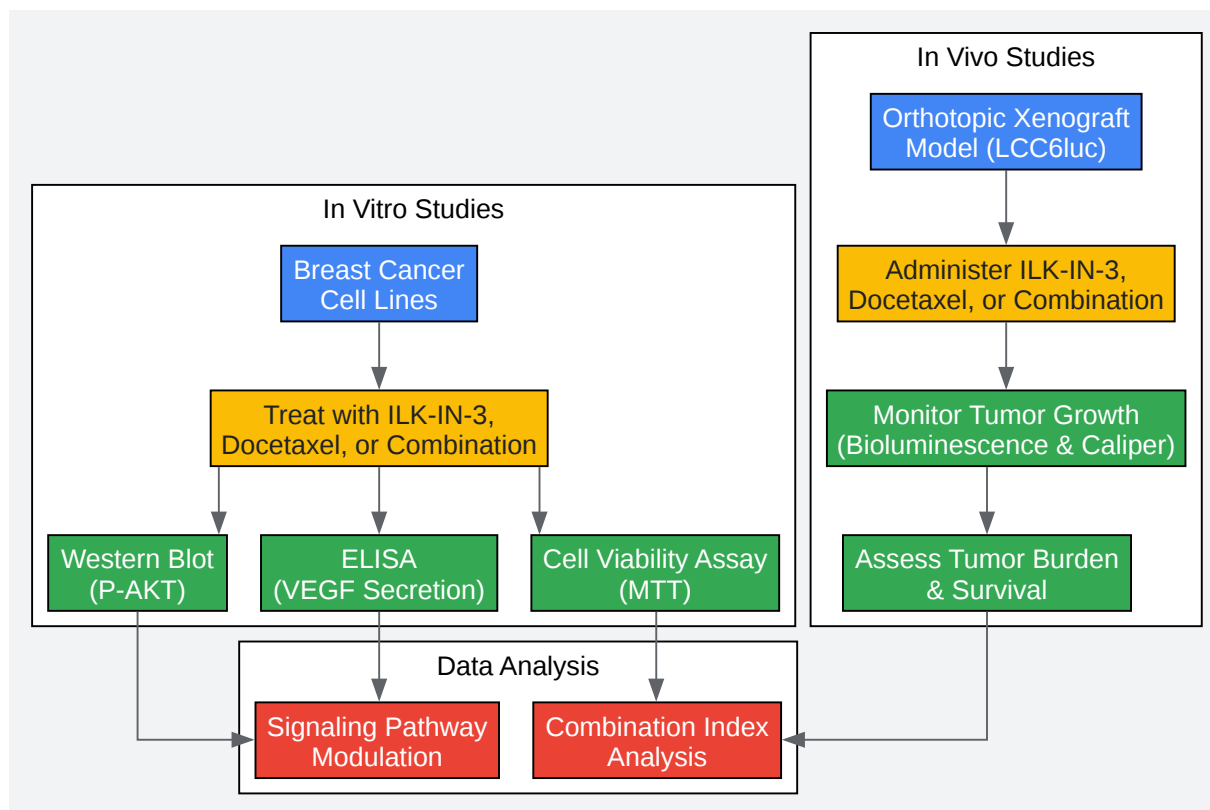 In Vitro Studies
Breast Cancer
Cell Lines
Treat with ILK-IN-3,
Docetaxel, or Combination
Western Blot
(P-AKT)
ELISA
(VEGF Secretion)
Cell Viability Assay
(MTT)
In Vivo Studies
Orthotopic Xenograft
Model (LCC6luc)
Administer ILK-IN-3,
Docetaxel, or Combination
Monitor Tumor Growth
(Bioluminescence & Caliper)
Assess Tumor Burden
& Survival
Data Analysis
Signaling Pathway
Modulation
Combination Index
Analysis